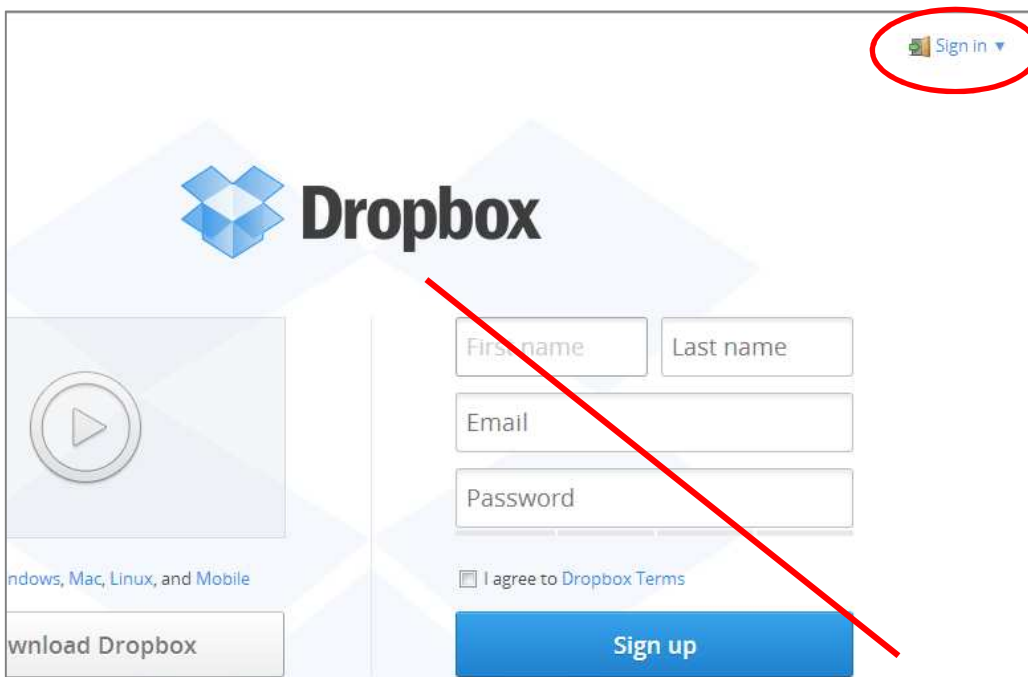 Sign in
Dropbox
First name
Last name
Email
Password
ndows, Mac, Linux, and Mobile
I agree to Dropbox Terms
wnload Dropbox
Sign up